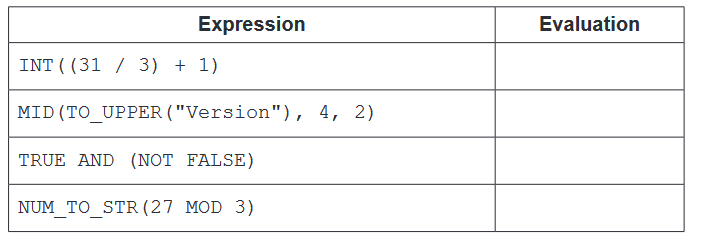 Expression Evaluation
INT((31 / 3) + 1)
MID(TO_UPPER("Version"), 4, 2)
TRUE AND (NOT FALSE)
NUM_TO_STR(27 MOD 3)